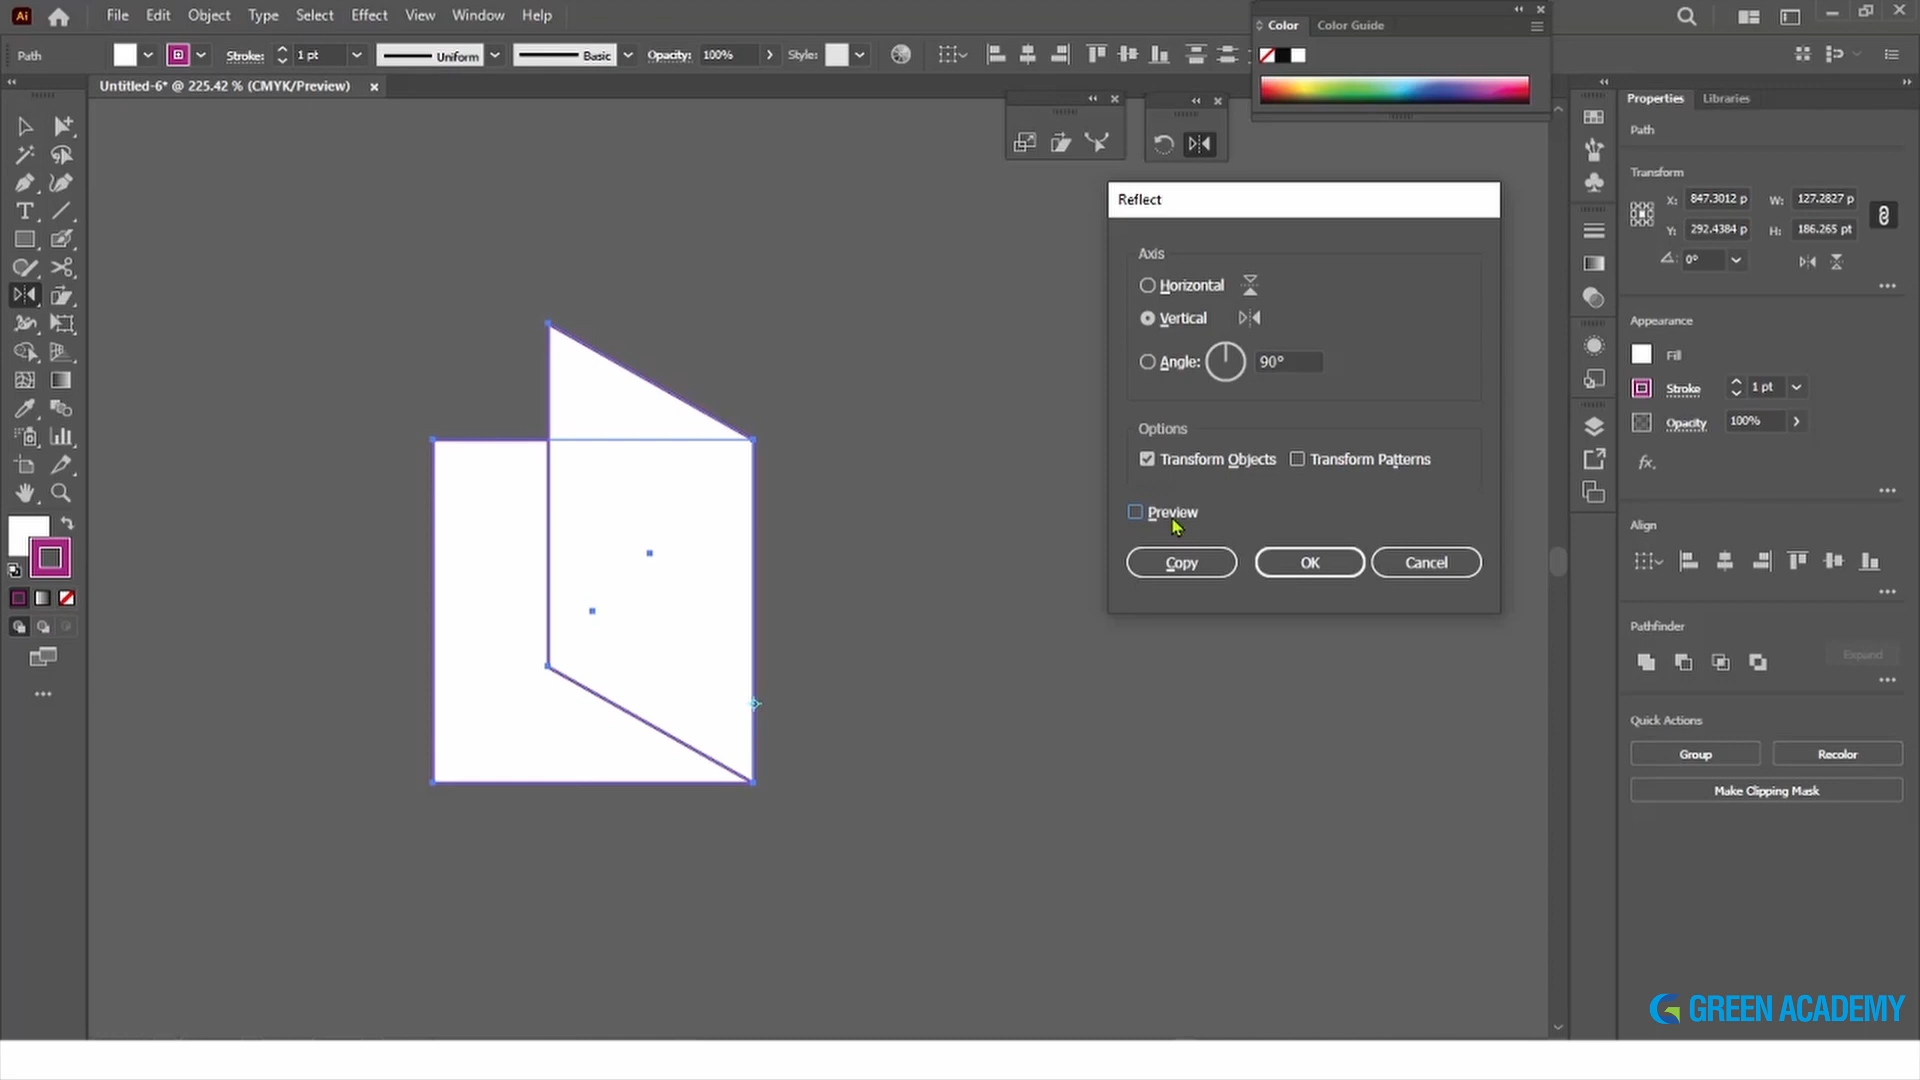 Ai File Edit Object Type Select Effect View Window Help
Color Color Guide
Path Stroke: 1 pt Uniform Basic Opacity: 100% Style:
Untitled-6* @ 225.42 % (CMYK/Preview)
Properties Libraries
Path
Transform
X: 847.3012 p W: 127.2827 p
Y: 292.4384 p H: 186.265 pt
0°
Reflect
Axis
Horizontal
Vertical
Angle: 90°
Options
Transform Objects Transform Patterns
Preview
Copy OK Cancel
Appearance
Fill
Stroke 1 pt
Opacity 100%
fx.
Align
Pathfinder
Expand
Quick Actions
Group Recolor
Make Clipping Mask
GREEN ACADEMY